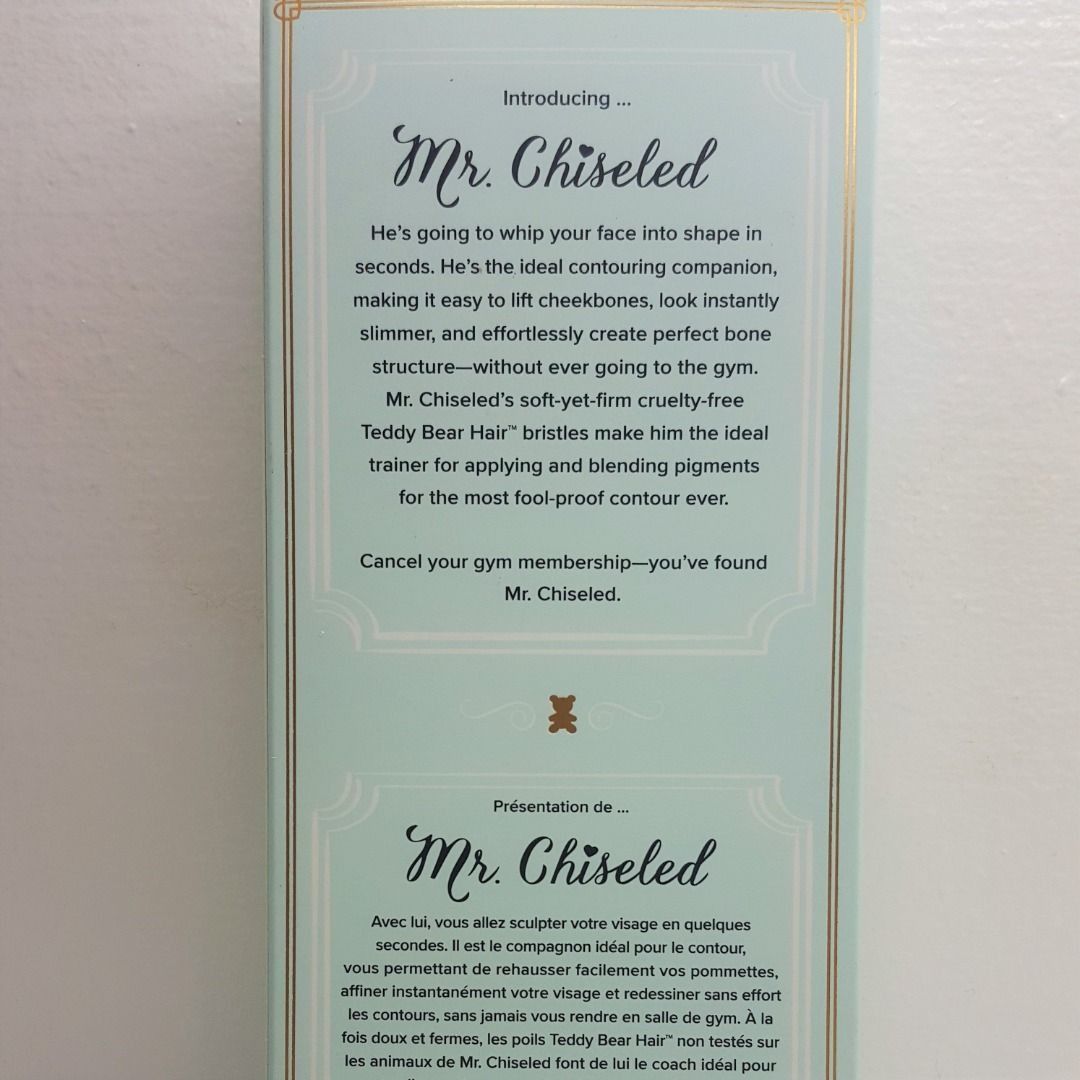 Introducing ...
Mr. Chiseled
He's going to whip your face into shape in
seconds. He's the ideal contouring companion,
making it easy to lift cheekbones, look instantly
slimmer, and effortlessly create perfect bone
structure—without ever going to the gym.
Mr. Chiseled's soft-yet-firm cruelty-free
Teddy Bear Hair™ bristles make him the ideal
trainer for applying and blending pigments
for the most fool-proof contour ever.
Cancel your gym membership—you've found
Mr. Chiseled.
Présentation de ...
Mr. Chiseled
Avec lui, vous allez sculpter votre visage en quelques
secondes. Il est le compagnon idéal pour le contour,
vous permettant de rehausser facilement vos pommettes,
affiner instantanément votre visage et redessiner sans effort
les contours, sans jamais vous rendre en salle de gym. À la
fois doux et fermes, les poils Teddy Bear Hair™ non testés sur
les animaux de Mr. Chiseled font de lui le coach idéal pour